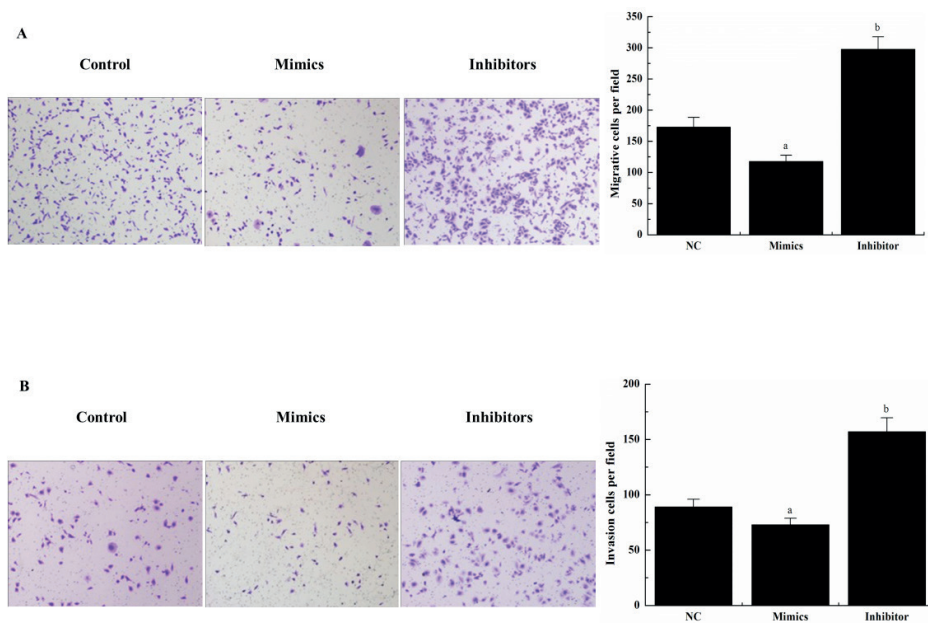 A
Control Mimics Inhibitors
350
300
250
200
150
100
50
0
Migrative cells per field
a
b
NC Mimics Inhibitor
B
Control Mimics Inhibitors
200
150
100
50
0
Invasion cells per field
a
b
NC Mimics Inhibitor